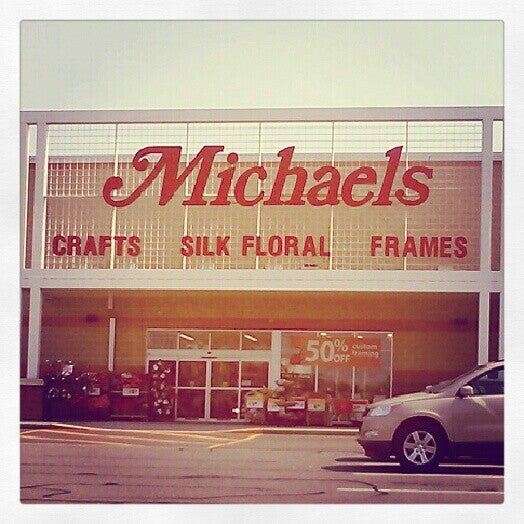 Michaels
CRAFTS SILK FLORAL FRAMES
50% OFF custom framing